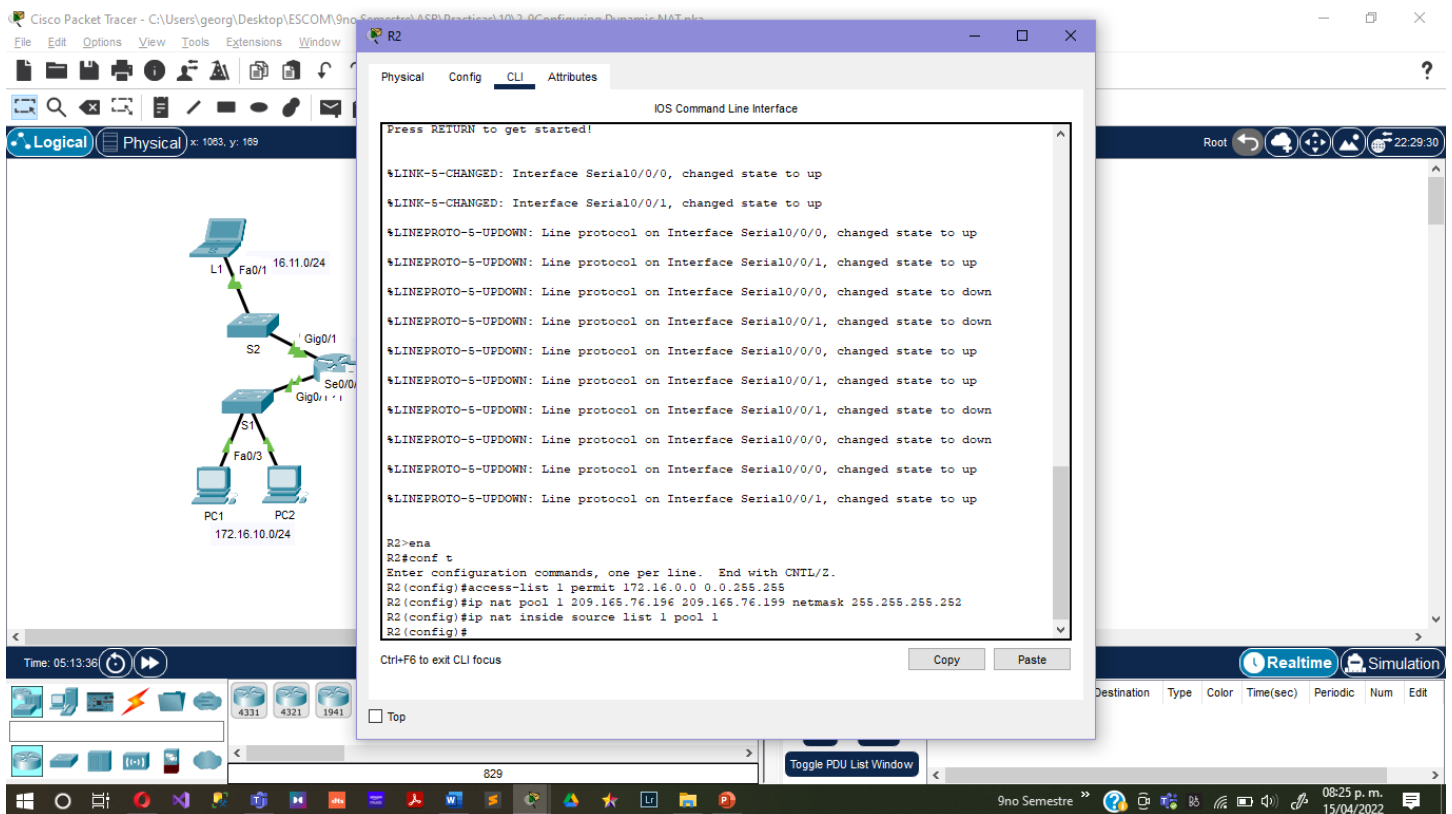 Cisco Packet Tracer - C:\Users\georg\Desktop\ESCOM\9no Semestre\ASR\Practicas\10\2-9Configuring Dynamic NAT.pka
File Edit Options View Tools Extensions Window
R2
Physical Config CLI Attributes
IOS Command Line Interface
Logical Physical x: 1063, y: 169
Root 22:29:30
Press RETURN to get started!
%LINK-5-CHANGED: Interface Serial0/0/0, changed state to up
%LINK-5-CHANGED: Interface Serial0/0/1, changed state to up
%LINEPROTO-5-UPDOWN: Line protocol on Interface Serial0/0/0, changed state to up
%LINEPROTO-5-UPDOWN: Line protocol on Interface Serial0/0/1, changed state to up
%LINEPROTO-5-UPDOWN: Line protocol on Interface Serial0/0/0, changed state to down
%LINEPROTO-5-UPDOWN: Line protocol on Interface Serial0/0/1, changed state to down
%LINEPROTO-5-UPDOWN: Line protocol on Interface Serial0/0/0, changed state to up
%LINEPROTO-5-UPDOWN: Line protocol on Interface Serial0/0/1, changed state to up
%LINEPROTO-5-UPDOWN: Line protocol on Interface Serial0/0/1, changed state to down
%LINEPROTO-5-UPDOWN: Line protocol on Interface Serial0/0/0, changed state to down
%LINEPROTO-5-UPDOWN: Line protocol on Interface Serial0/0/0, changed state to up
%LINEPROTO-5-UPDOWN: Line protocol on Interface Serial0/0/1, changed state to up
R2>ena
R2#conf t
Enter configuration commands, one per line. End with CNTL/Z.
R2(config)#access-list 1 permit 172.16.0.0 0.0.255.255
R2(config)#ip nat pool 1 209.165.76.196 209.165.76.199 netmask 255.255.255.252
R2(config)#ip nat inside source list 1 pool 1
R2(config)#
Ctrl+F6 to exit CLI focus
Copy Paste
Top
L1 Fa0/1 16.11.0/24
S2 Gig0/1
Se0/0/
Gig0/
S1
Fa0/3
PC1 PC2
172.16.10.0/24
Time: 05:13:36
Realtime Simulation
4331 4321 1941
Destination Type Color Time(sec) Periodic Num Edit
829
Toggle PDU List Window
9no Semestre
08:25 p. m.
15/04/2022